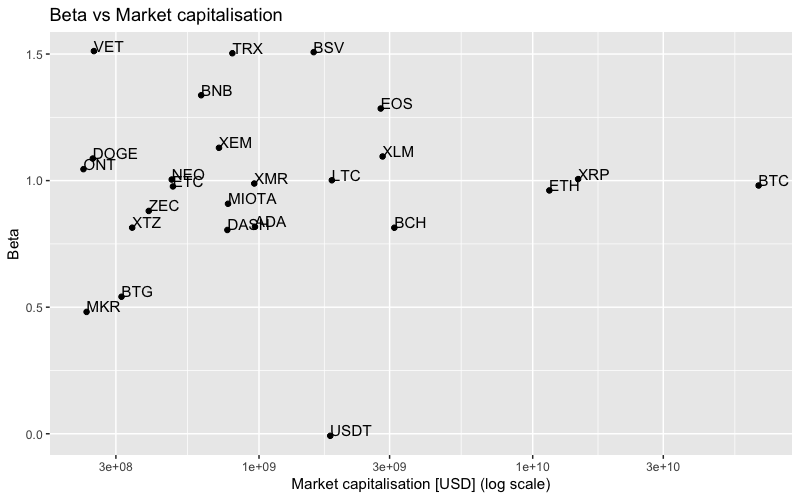 Beta vs Market capitalisation
VET
TRX
BSV
1.5
BNB
EOS
XEM
XLM
DOGE
ONT
NEO
ETC
XMR
LTC
XRP
ETH
BTC
1.0
MIOTA
ZEC
XTZ
DASH
ADA
BCH
Beta
BTG
MKR
0.5
USDT
0.0
3e+08
1e+09
3e+09
1e+10
3e+10
Market capitalisation [USD] (log scale)